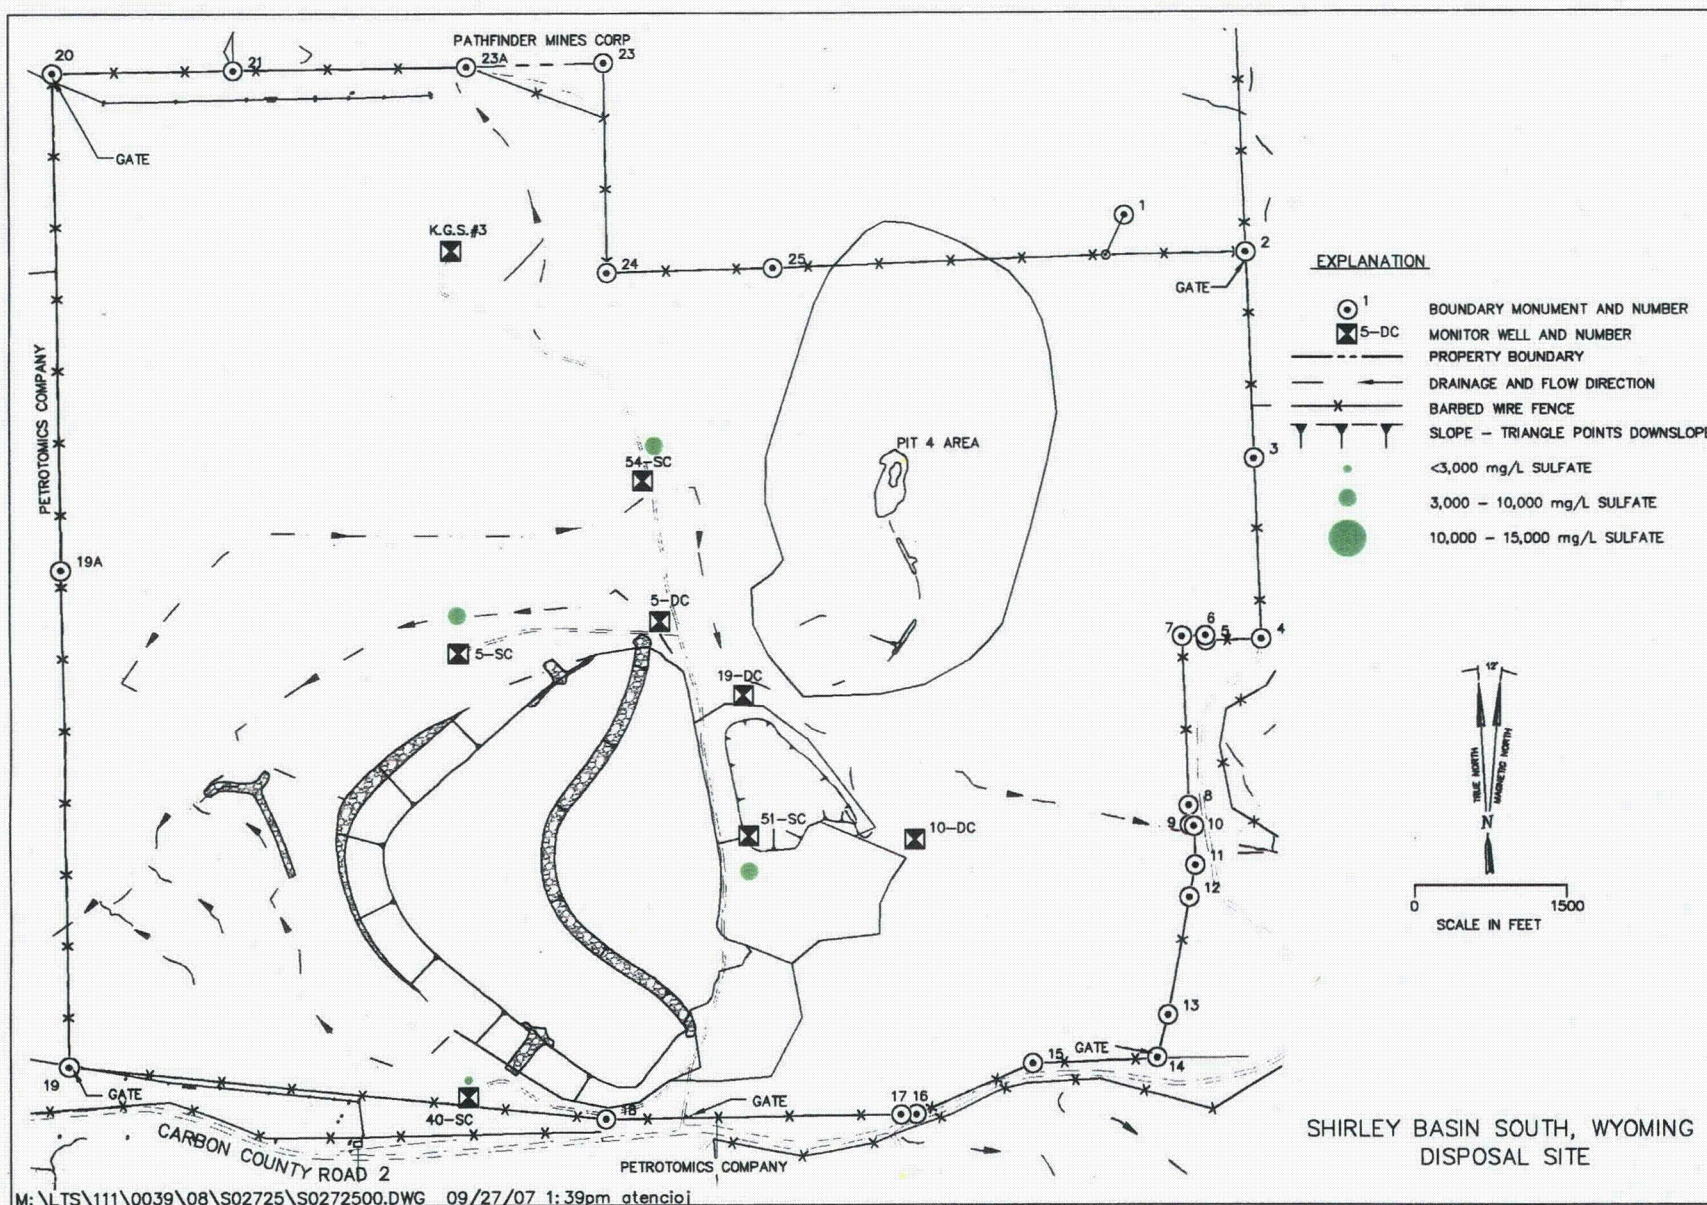 PATHFINDER MINES CORP
20
21
23A
23
GATE
K.G.S.#3
1
24
25
2
GATE
PETROTOMICS COMPANY
EXPLANATION
1 BOUNDARY MONUMENT AND NUMBER
5-DC MONITOR WELL AND NUMBER
PROPERTY BOUNDARY
DRAINAGE AND FLOW DIRECTION
BARBED WIRE FENCE
SLOPE - TRIANGLE POINTS DOWNSLOPE
<3,000 mg/L SULFATE
3,000 - 10,000 mg/L SULFATE
10,000 - 15,000 mg/L SULFATE
PIT 4 AREA
3
54-SC
19A
5-DC
5-SC
7
6
5
4
19-DC
12'
TRUE NORTH
MAGNETIC NORTH
N
8
9
10
51-SC
10-DC
11
12
0 1500
SCALE IN FEET
13
GATE
14
15
19
GATE
40-SC
18
GATE
17
16
CARBON COUNTY ROAD 2
PETROTOMICS COMPANY
SHIRLEY BASIN SOUTH, WYOMING
DISPOSAL SITE
M:\LTS\111\0039\08\S02725\S0272500.DWG 09/27/07 1:39pm atencioj